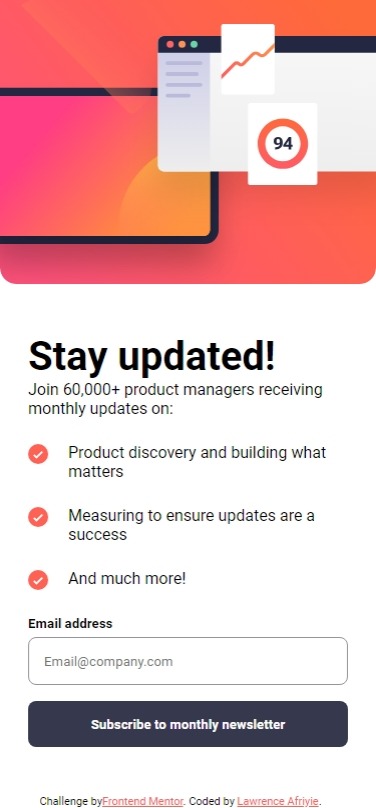 94
Stay updated!
Join 60,000+ product managers receiving
monthly updates on:
Product discovery and building what
matters
Measuring to ensure updates are a
success
And much more!
Email address
Email@company.com
Subscribe to monthly newsletter
Challenge byFrontend Mentor. Coded by Lawrence Afriyie.